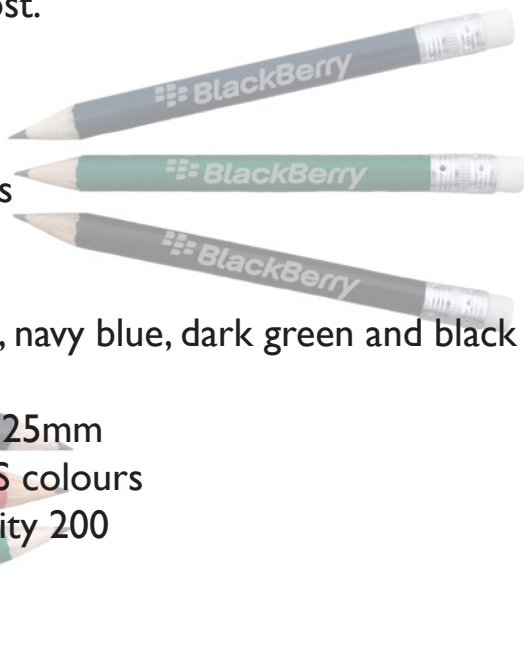 ost.
BlackBerry
BlackBerry
s
BlackBerry
, navy blue, dark green and black
25mm
S colours
ity 200